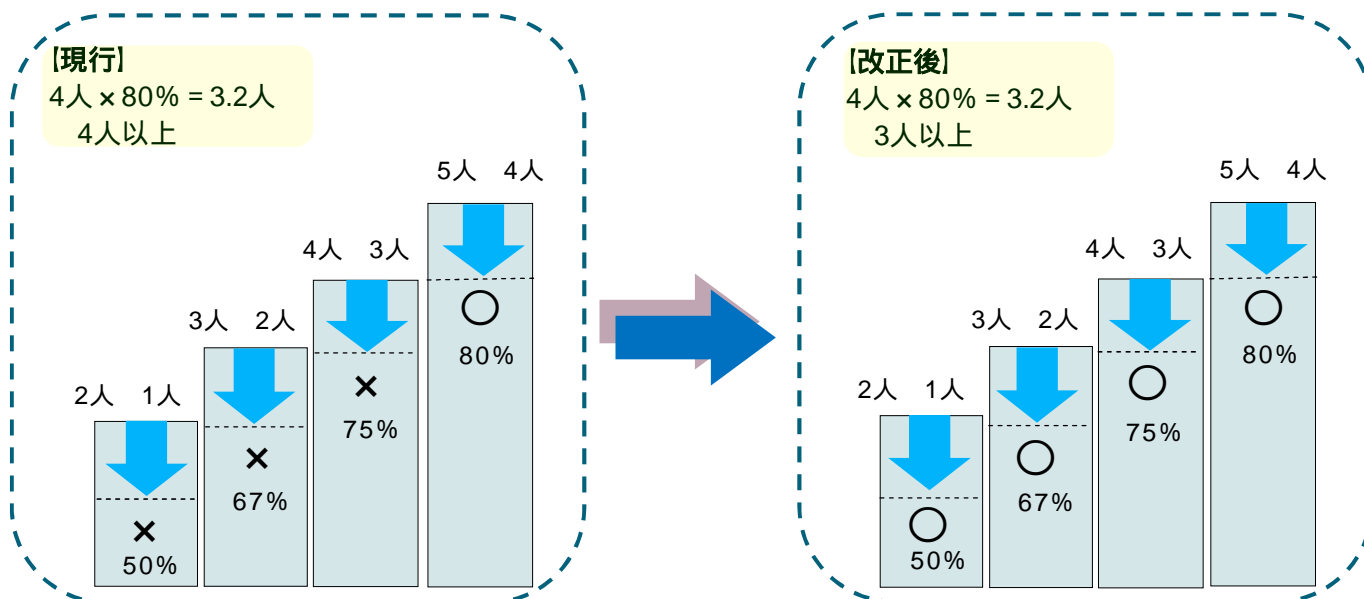 【現行】
4人×80%=3.2人
4人以上
5人 4人
4人 3人
3人 2人
2人 1人
○
80%
×
75%
×
67%
×
50%
【改正後】
4人×80%=3.2人
3人以上
5人 4人
4人 3人
3人 2人
2人 1人
○
80%
○
75%
○
67%
○
50%